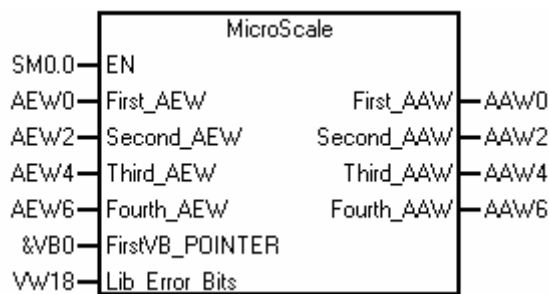 MicroScale
SM0.0 EN
AEW0 First_AEW First_AAW AAW0
AEW2 Second_AEW Second_AAW AAW2
AEW4 Third_AEW Third_AAW AAW4
AEW6 Fourth_AEW Fourth_AAW AAW6
&VB0 FirstVB_POINTER
VW18 Lib_Error_Bits